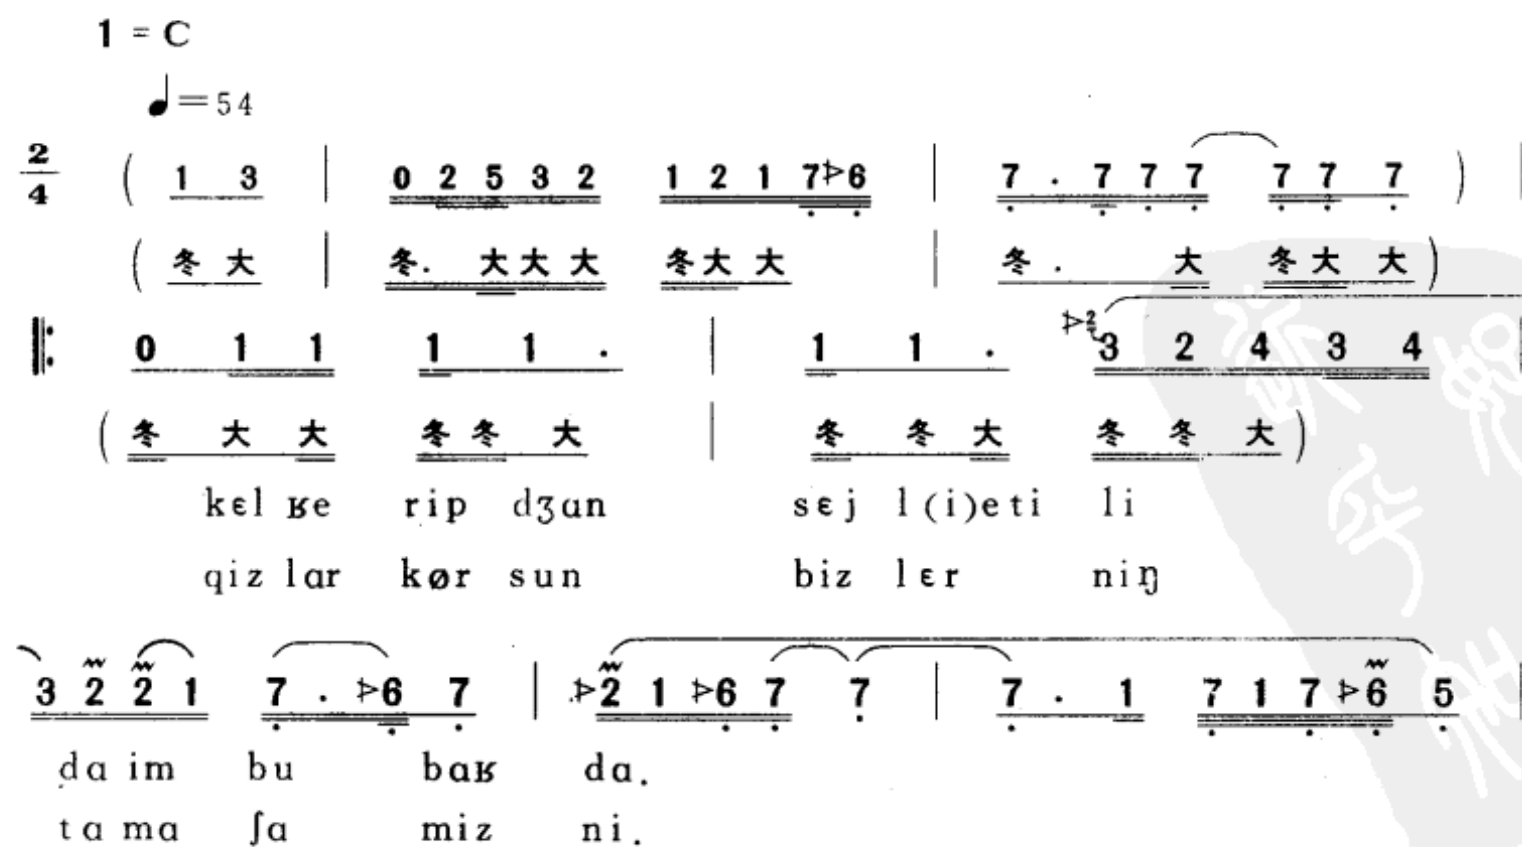 1 = C
♩=54
2/4 ( 1 3 | 0 2 5 3 2 1 2 1 7 ▷6 | 7 . 7 7 7 7 7 7 ) |
( 冬 大 | 冬. 大 大 大 冬 大 大 | 冬 . 大 冬 大 大 )
‖: 0 1 1 1 1 . | 1 1 . ▷2 3 2 4 3 4
( 冬 大 大 冬 冬 大 | 冬 冬 大 冬 冬 大 )
kɛl ʁe rip dʒɑn sɛj l(i)eti li
qiz lɑr kør sun biz lɛr niŋ
3 2 2 1 7 . ▷6 7 | ▷2 1 ▷6 7 7 | 7 . 1 7 1 7 ▷6 5 |
dɑ im bu bɑʁ dɑ.
tɑ mɑ ʃɑ miz ni.